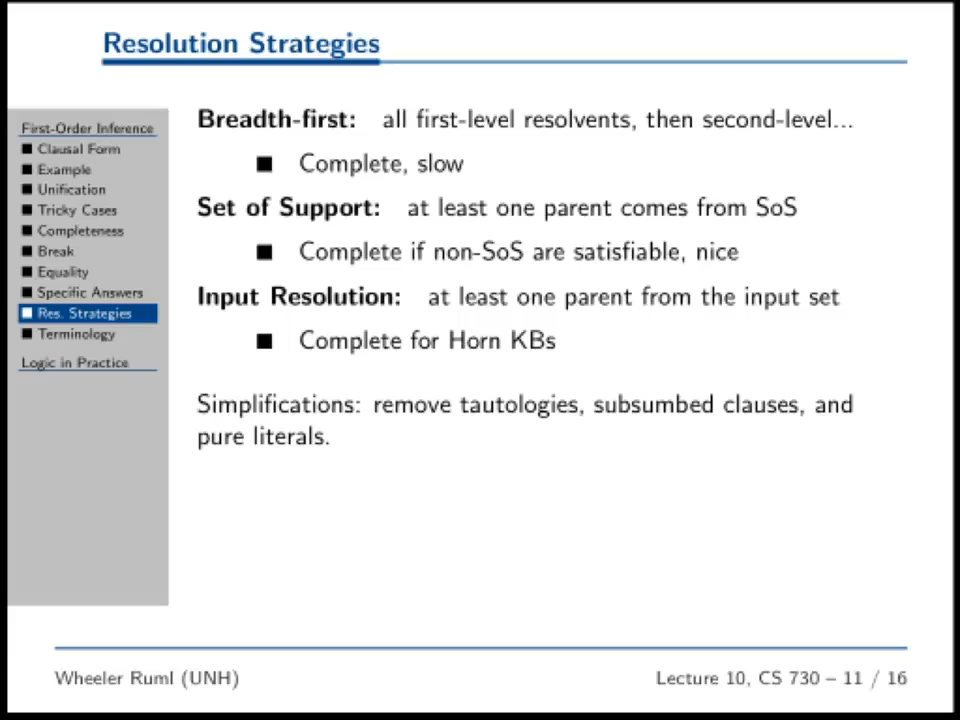 Resolution Strategies
First-Order Inference
■ Clausal Form
■ Example
■ Unification
■ Tricky Cases
■ Completeness
■ Break
■ Equality
■ Specific Answers
■ Res. Strategies
■ Terminology
Logic in Practice
Breadth-first: all first-level resolvents, then second-level...
■ Complete, slow
Set of Support: at least one parent comes from SoS
■ Complete if non-SoS are satisfiable, nice
Input Resolution: at least one parent from the input set
■ Complete for Horn KBs
Simplifications: remove tautologies, subsumbed clauses, and
pure literals.
Wheeler Ruml (UNH)
Lecture 10, CS 730 – 11 / 16